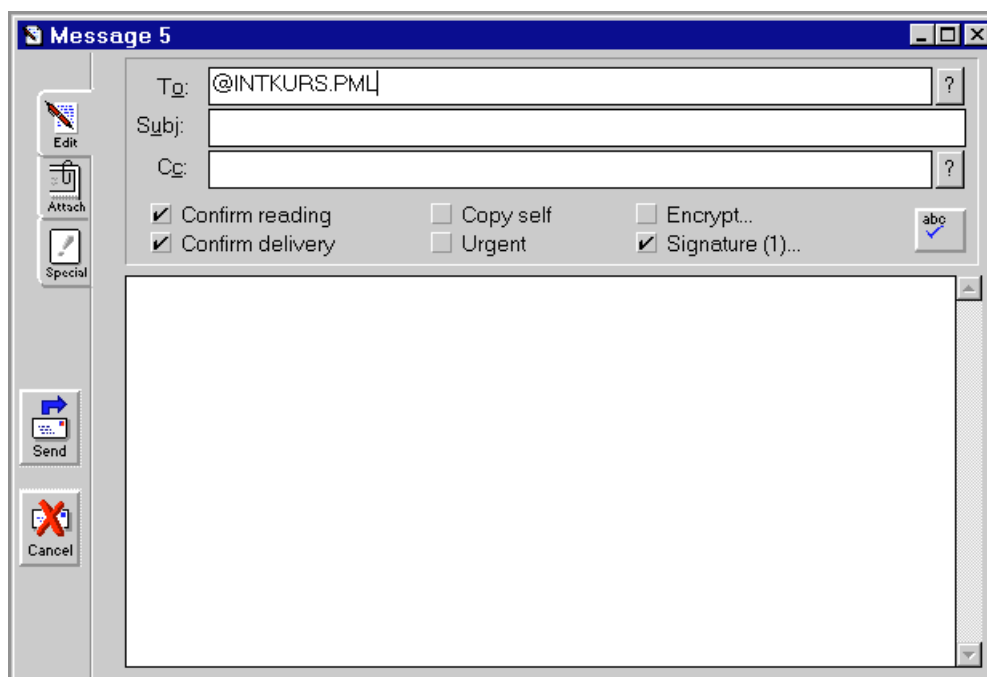 Message 5
To: @INTKURS.PML ?
Edit
Subj:
Cc: ?
Attach
Confirm reading Copy self Encrypt...
abc
Confirm delivery Urgent Signature (1)...
Special
Send
Cancel